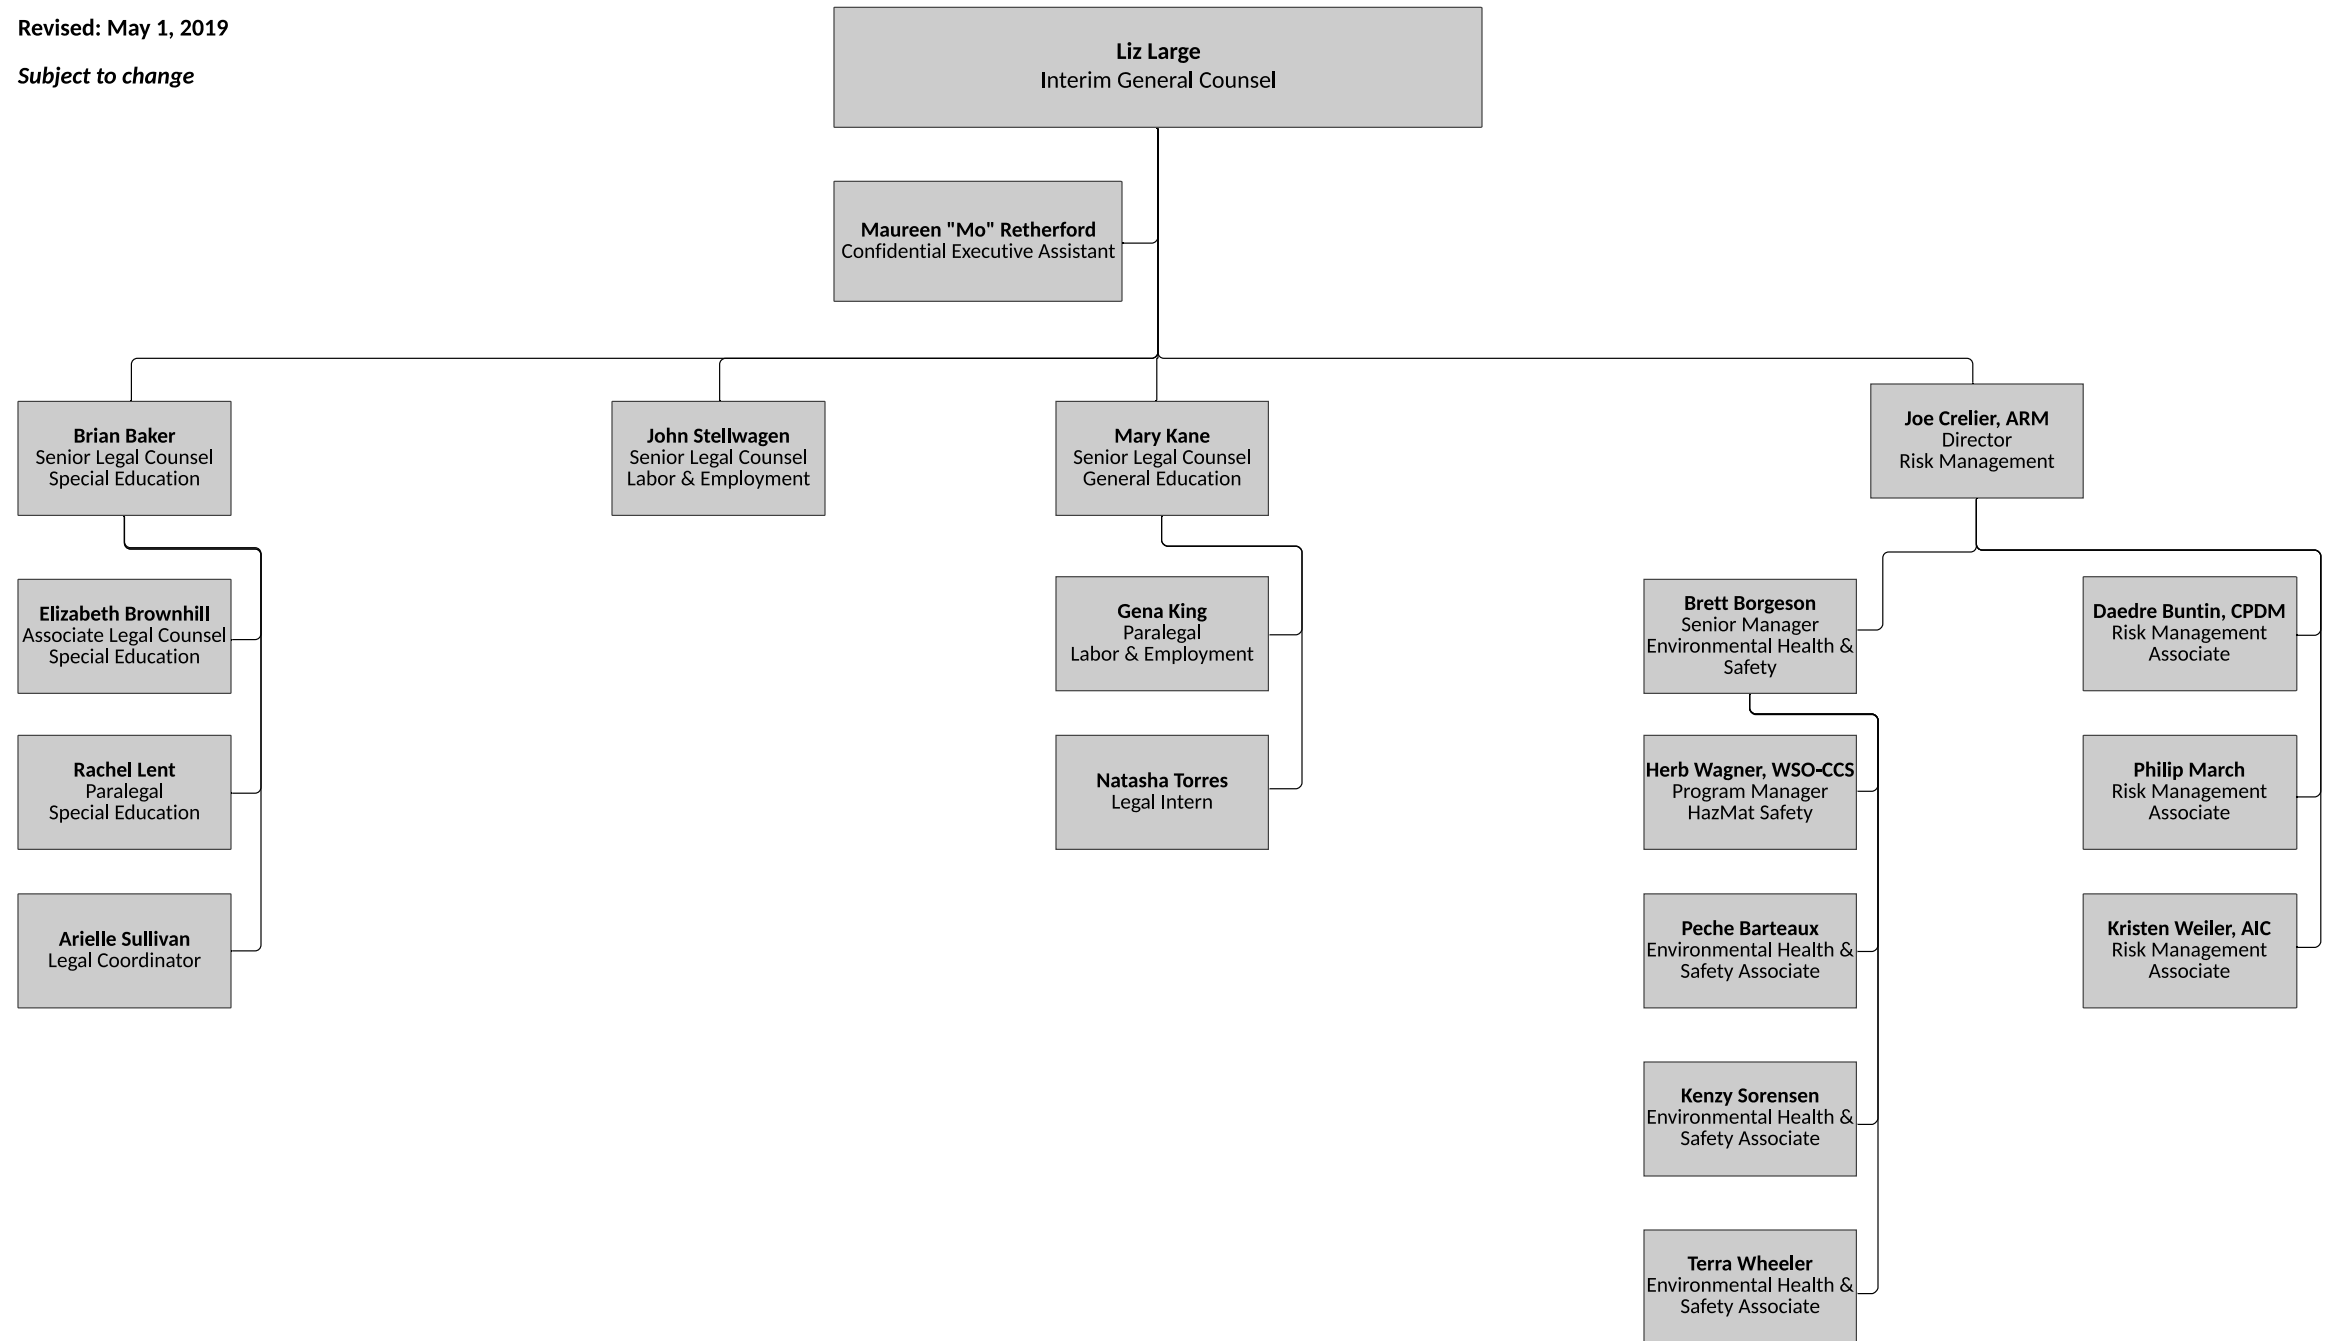 Revised: May 1, 2019
Subject to change
Liz Large
Interim General Counsel
Maureen "Mo" Retherford
Confidential Executive Assistant
Brian Baker
Senior Legal Counsel
Special Education
John Stellwagen
Senior Legal Counsel
Labor & Employment
Mary Kane
Senior Legal Counsel
General Education
Joe Crelier, ARM
Director
Risk Management
Elizabeth Brownhill
Associate Legal Counsel
Special Education
Rachel Lent
Paralegal
Special Education
Arielle Sullivan
Legal Coordinator
Gena King
Paralegal
Labor & Employment
Natasha Torres
Legal Intern
Brett Borgeson
Senior Manager
Environmental Health &
Safety
Herb Wagner, WSO-CCS
Program Manager
HazMat Safety
Peche Barteaux
Environmental Health &
Safety Associate
Kenzy Sorensen
Environmental Health &
Safety Associate
Terra Wheeler
Environmental Health &
Safety Associate
Daedre Buntin, CPDM
Risk Management
Associate
Philip March
Risk Management
Associate
Kristen Weiler, AIC
Risk Management
Associate